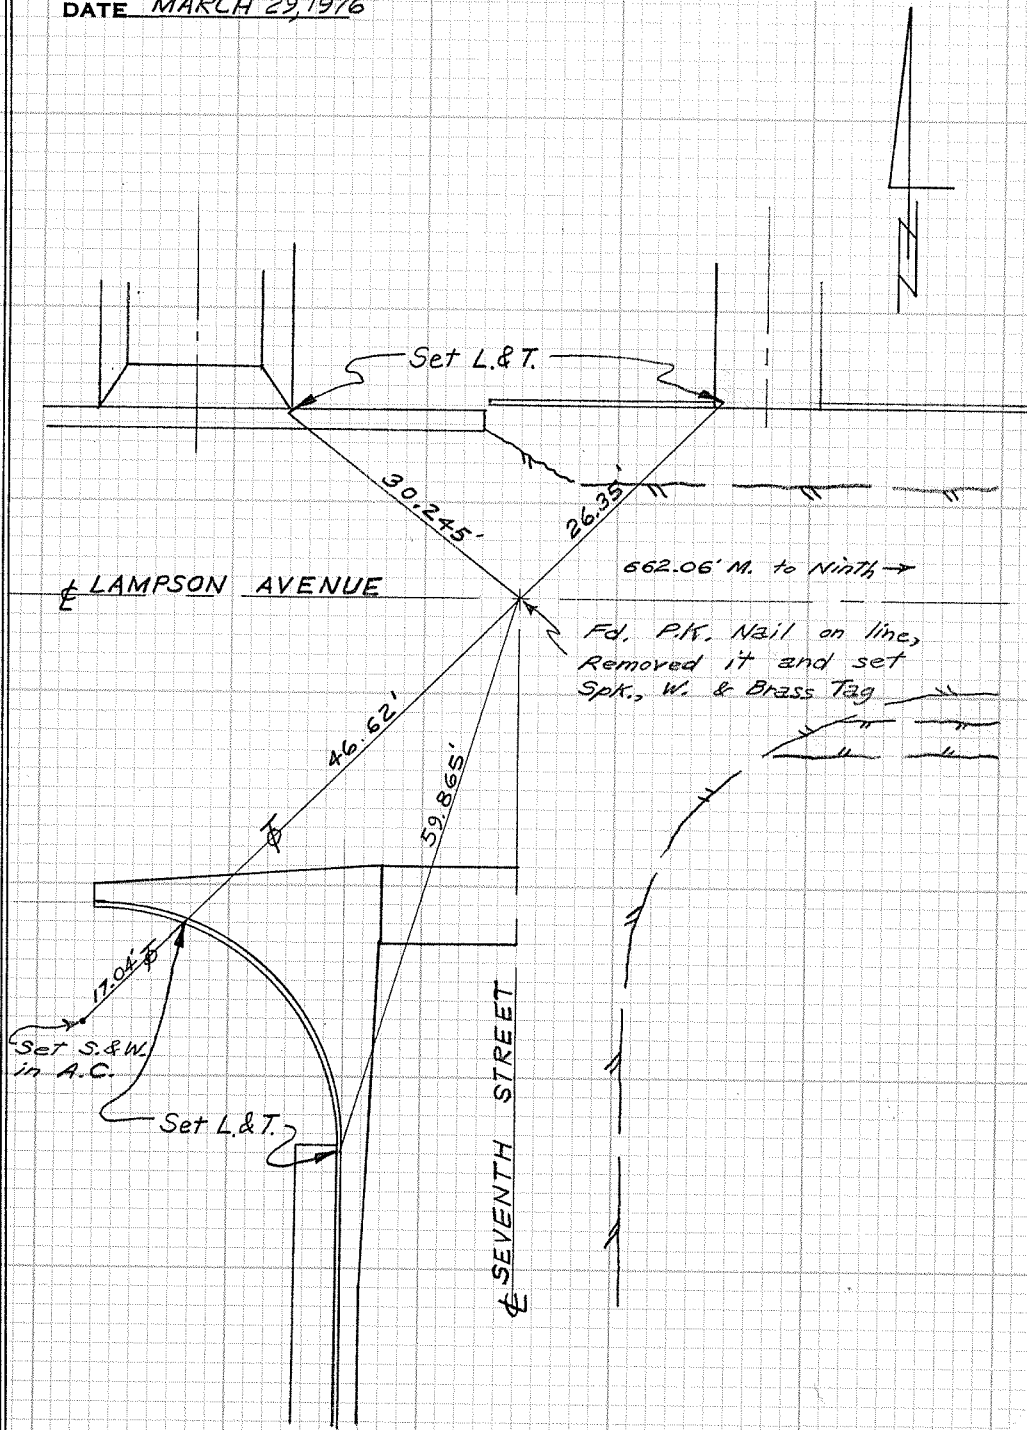 DATE MARCH 29, 1976
Set L.&T.
30.245'
26.35'
662.06' M. to Ninth →
℄ LAMPSON AVENUE
Fd. P.K. Nail on line,
Removed it and set
Spk., W. & Brass Tag
46.62'
59.865'
17.04'
Set S.&W.
in A.C.
Set L.&T.
℄ SEVENTH STREET